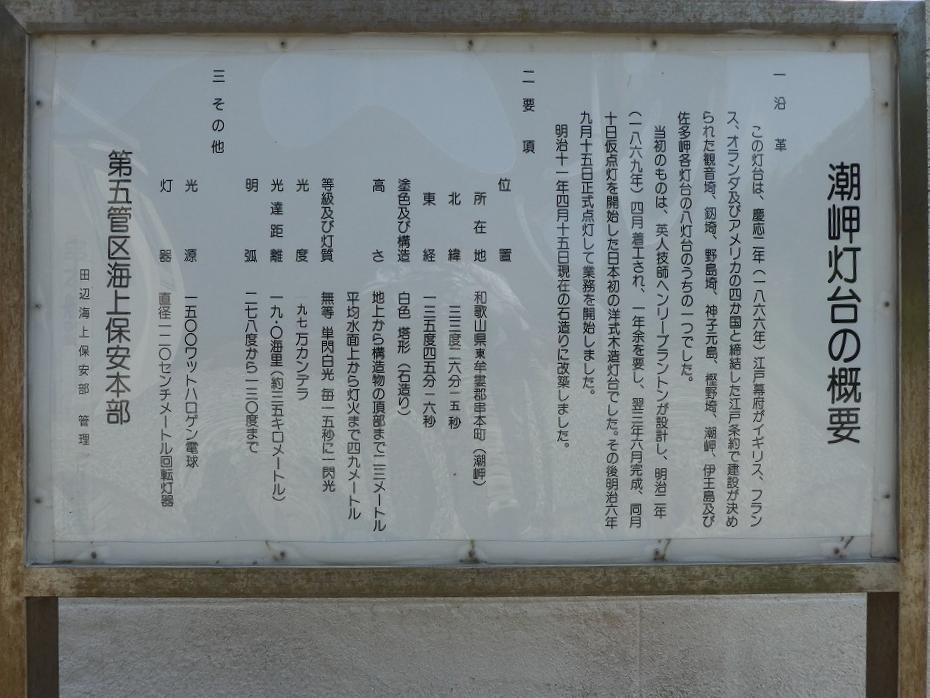 潮岬灯台の概要
一 沿革
この灯台は、慶応二年（一八六六年）江戸幕府がイギリス、フラン
ス、オランダ及びアメリカの四か国と締結した江戸条約で建設が決め
られた観音埼、剱埼、野島埼、神子元島、樫野埼、潮岬、伊王島及び
佐多岬各灯台の八灯台のうちの一つでした。
当初のものは、英人技師ヘンリーブラントンが設計し、明治二年
（一八六九年）四月着工され、一年余を要し、翌三年六月完成、同月
十日仮点灯を開始した日本初の洋式木造灯台でした。その後明治六年
九月十五日正式点灯して業務を開始しました。
明治十一年四月十五日現在の石造りに改築しました。
二 要項
位置
所在地 和歌山県東牟婁郡串本町（潮岬）
北緯 三三度二六分一五秒
東経 一三五度四五分一六秒
塗色及び構造 白色 塔形（石造り）
高さ 地上から構造物の頂部まで二三メートル
平均水面上から灯火まで四九メートル
等級及び灯質 無等 単閃白光 毎一五秒に一閃光
光度 九七万カンデラ
光達距離 一九・〇海里（約三五キロメートル）
明弧 二七八度から一三〇度まで
三 その他
光源 一五〇〇ワットハロゲン電球
灯器 直径一二〇センチメートル回転灯器
第五管区海上保安本部
田辺海上保安部 管理